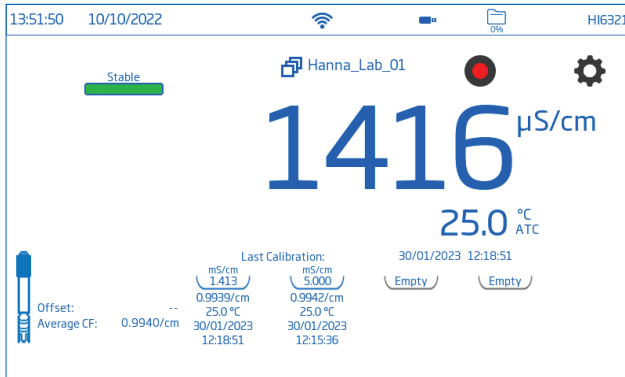 13:51:50 10/10/2022 0% HI6321
Hanna_Lab_01
Stable
1416 µS/cm
25.0 °C
ATC
Last Calibration: 30/01/2023 12:18:51
mS/cm mS/cm
1.413 5.000 Empty Empty
0.9939/cm 0.9942/cm
Offset: -- 25.0 °C 25.0 °C
Average CF: 0.9940/cm 30/01/2023 30/01/2023
12:18:51 12:15:36